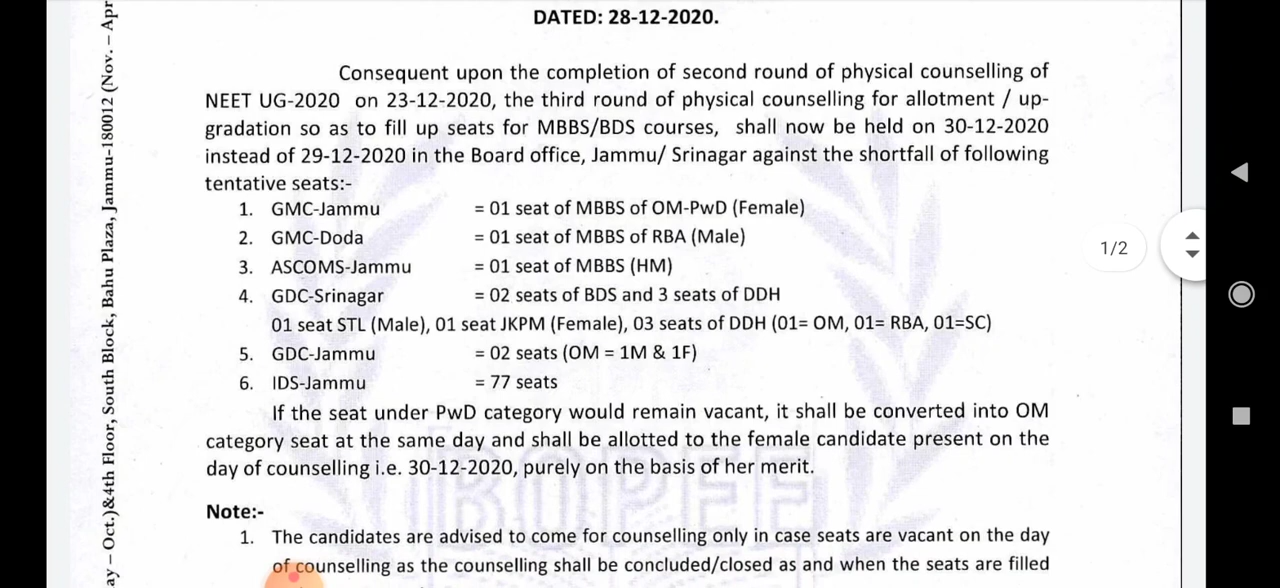 DATED: 28-12-2020.
Consequent upon the completion of second round of physical counselling of
NEET UG-2020 on 23-12-2020, the third round of physical counselling for allotment / up-
gradation so as to fill up seats for MBBS/BDS courses, shall now be held on 30-12-2020
instead of 29-12-2020 in the Board office, Jammu/ Srinagar against the shortfall of following
tentative seats:-
1. GMC-Jammu = 01 seat of MBBS of OM-PwD (Female)
2. GMC-Doda = 01 seat of MBBS of RBA (Male)
3. ASCOMS-Jammu = 01 seat of MBBS (HM)
4. GDC-Srinagar = 02 seats of BDS and 3 seats of DDH
01 seat STL (Male), 01 seat JKPM (Female), 03 seats of DDH (01= OM, 01= RBA, 01=SC)
5. GDC-Jammu = 02 seats (OM = 1M & 1F)
6. IDS-Jammu = 77 seats
If the seat under PwD category would remain vacant, it shall be converted into OM
category seat at the same day and shall be allotted to the female candidate present on the
day of counselling i.e. 30-12-2020, purely on the basis of her merit.
Note:-
1. The candidates are advised to come for counselling only in case seats are vacant on the day
of counselling as the counselling shall be concluded/closed as and when the seats are filled
ay – Oct.)&4th Floor, South Block, Bahu Plaza, Jammu-180012 (Nov. – Apr
1/2
BOPEE